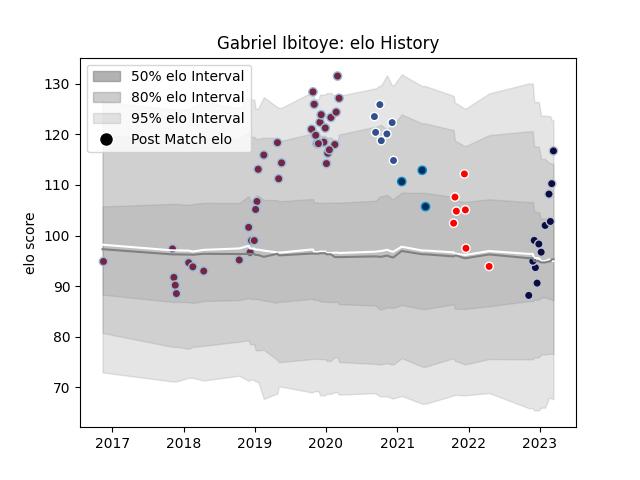 Gabriel Ibitoye: elo History
50% elo Interval
80% elo Interval
95% elo Interval
Post Match elo
elo score
130
120
110
100
90
80
70
2017 2018 2019 2020 2021 2022 2023